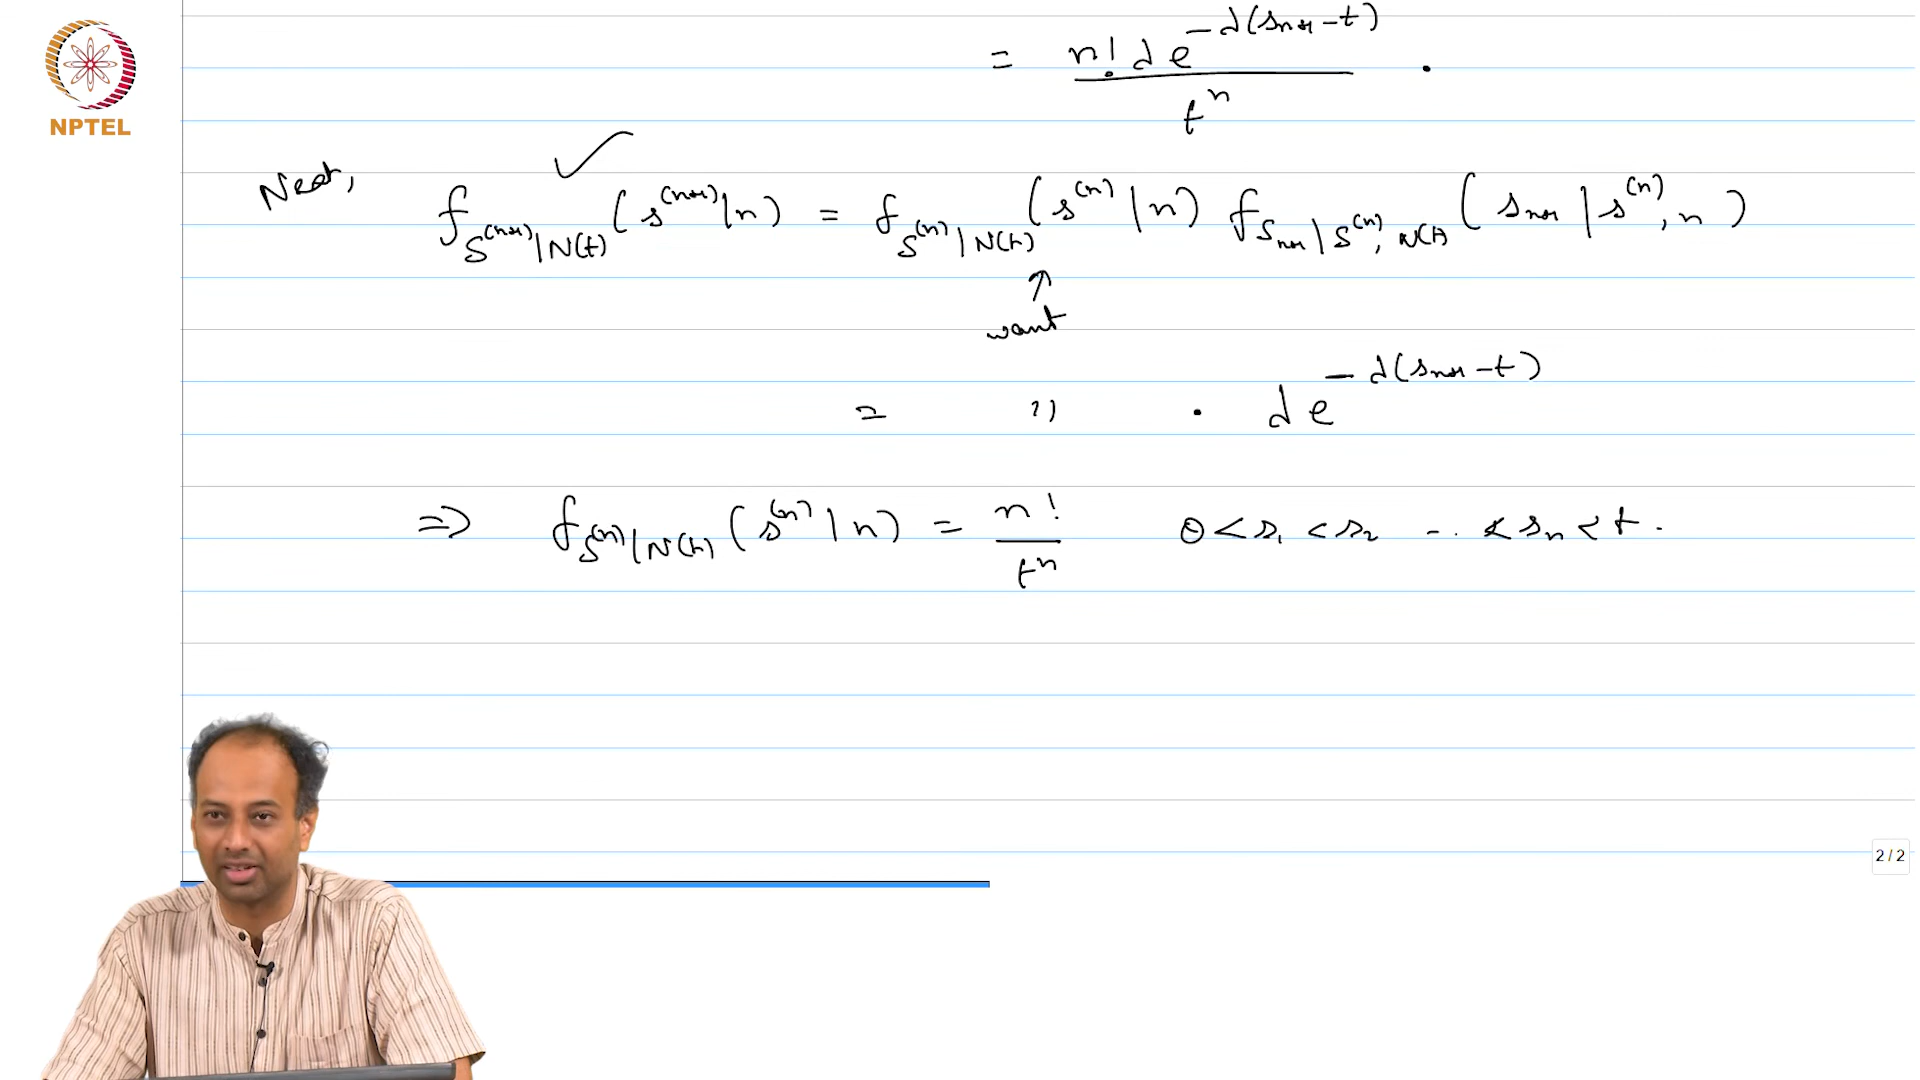 = n! λ e^{-λ(s_{n+1} - t)} / t^n .
NPTEL
Next, f_{S^{(n+1)}|N(t)} (s^{(n+1)} | n) = f_{S^{(n)}|N(t)} (s^{(n)} | n) f_{S_{n+1}|S^{(n)}, N(t)} (s_{n+1} | s^{(n)}, n)
↑
want
= " · λ e^{-λ(s_{n+1} - t)}
⇒ f_{S^{(n)}|N(t)} (s^{(n)} | n) = n! / t^n 0 < s_1 < s_2 ... < s_n < t.
2 / 2